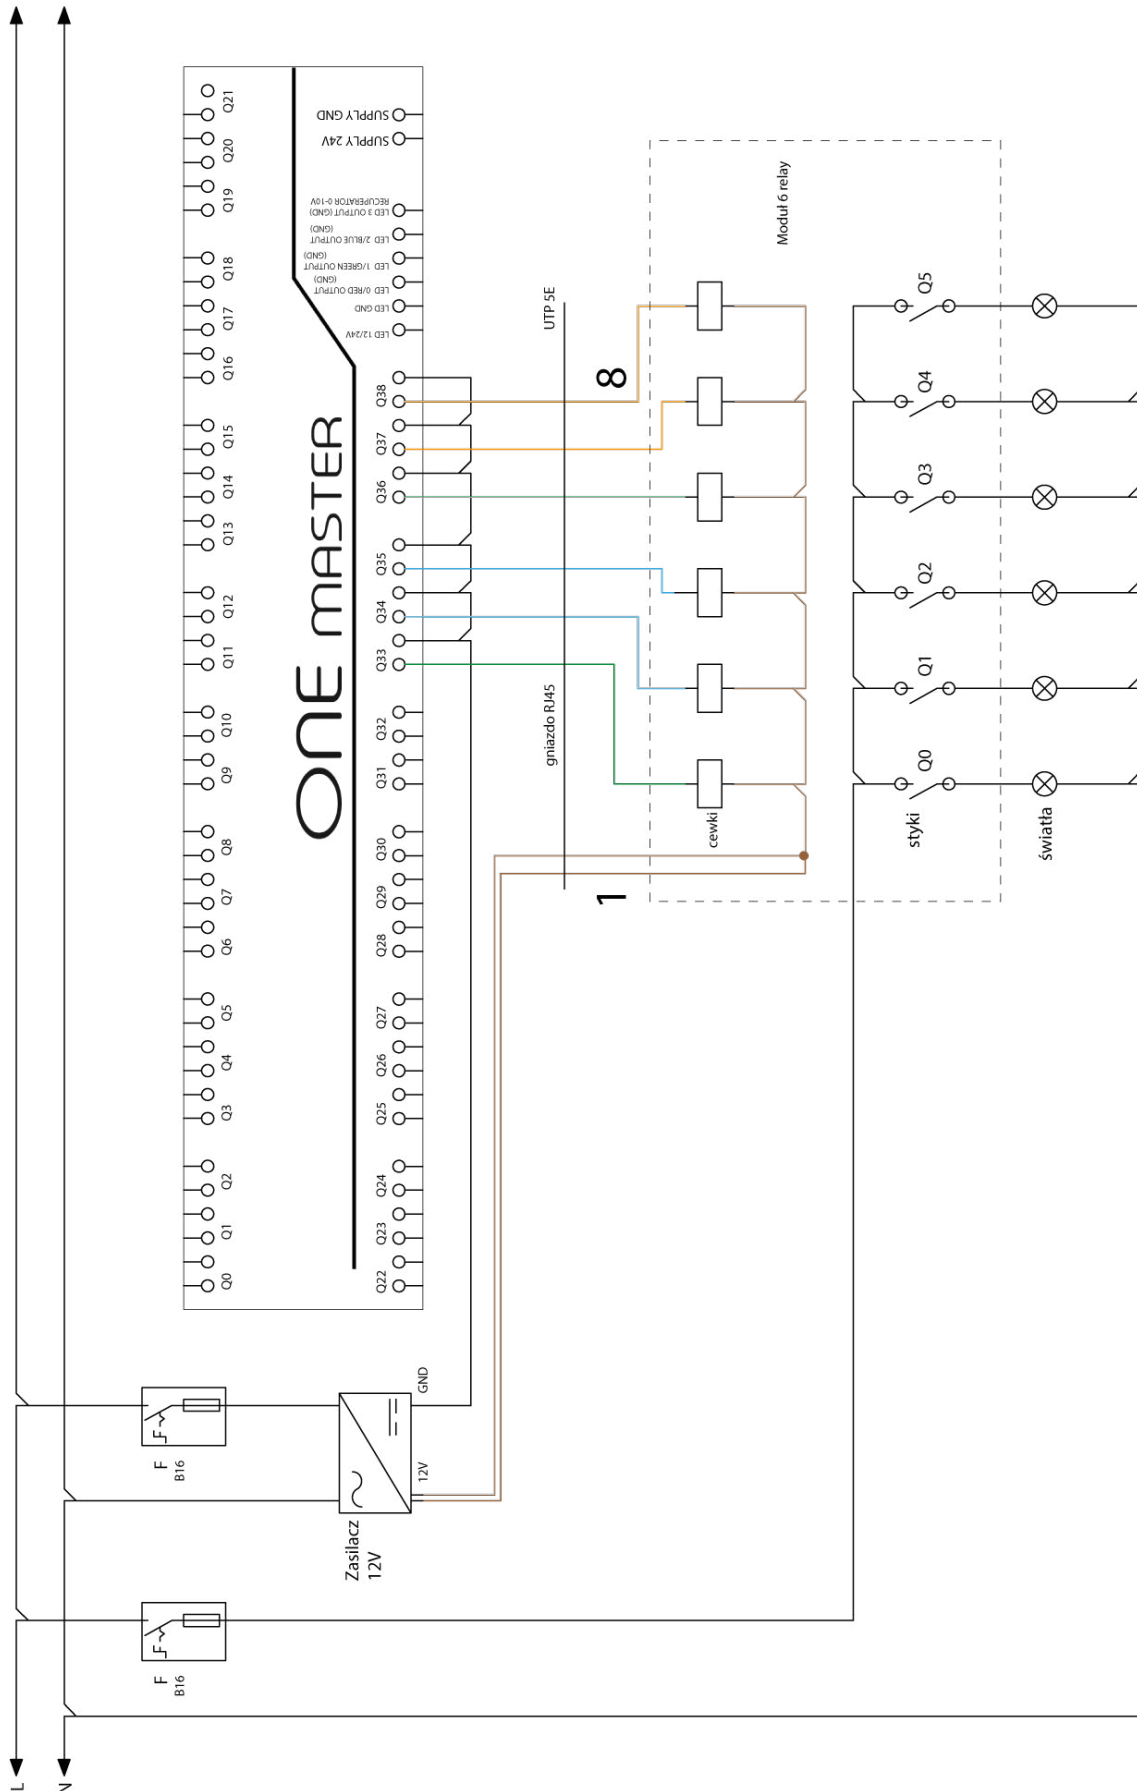 L
N
F
B16
F
B16
Zasilacz
12V
12V
GND
Q0
Q1
Q2
Q3
Q4
Q5
Q6
Q7
Q8
Q9
Q10
Q11
Q12
Q13
Q14
Q15
Q16
Q17
Q18
Q19
Q20
Q21
ONE MASTER
Q22
Q23
Q24
Q25
Q26
Q27
Q28
Q29
Q30
Q31
Q32
Q33
Q34
Q35
Q36
Q37
Q38
LED 12/24V
LED GND
LED 0/RED OUTPUT
(GND)
LED 1/GREEN OUTPUT
(GND)
LED 2/BLUE OUTPUT
(GND)
LED 3 OUTPUT (GND)
RECUPERATOR 0-10V
SUPPLY 24V
SUPPLY GND
gniazdo RJ45
UTP 5E
1
8
Moduł 6 relay
cewki
styki
Q0
Q1
Q2
Q3
Q4
Q5
światła